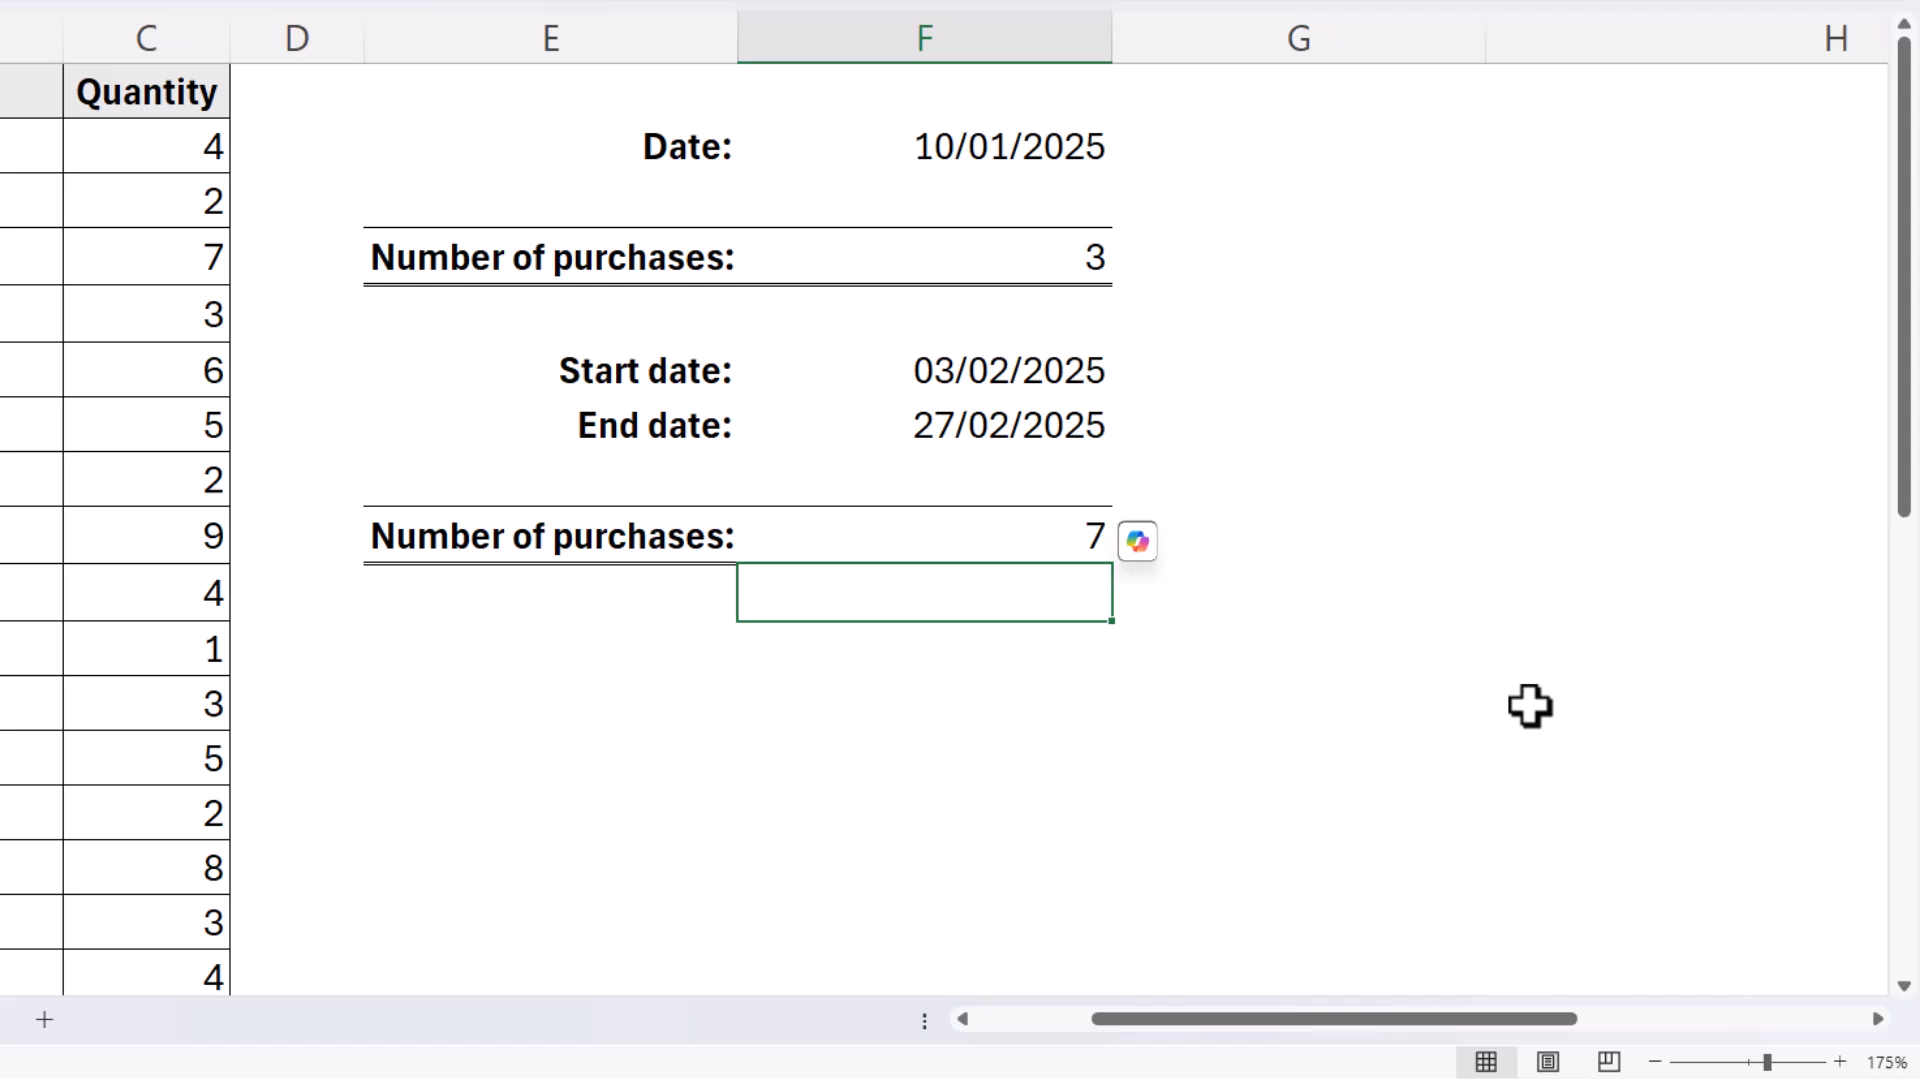 C D E F G H
Quantity
4
Date: 10/01/2025
2
7
Number of purchases: 3
3
6
Start date: 03/02/2025
5
End date: 27/02/2025
2
9
Number of purchases: 7
4
1
3
5
2
8
3
4
175%